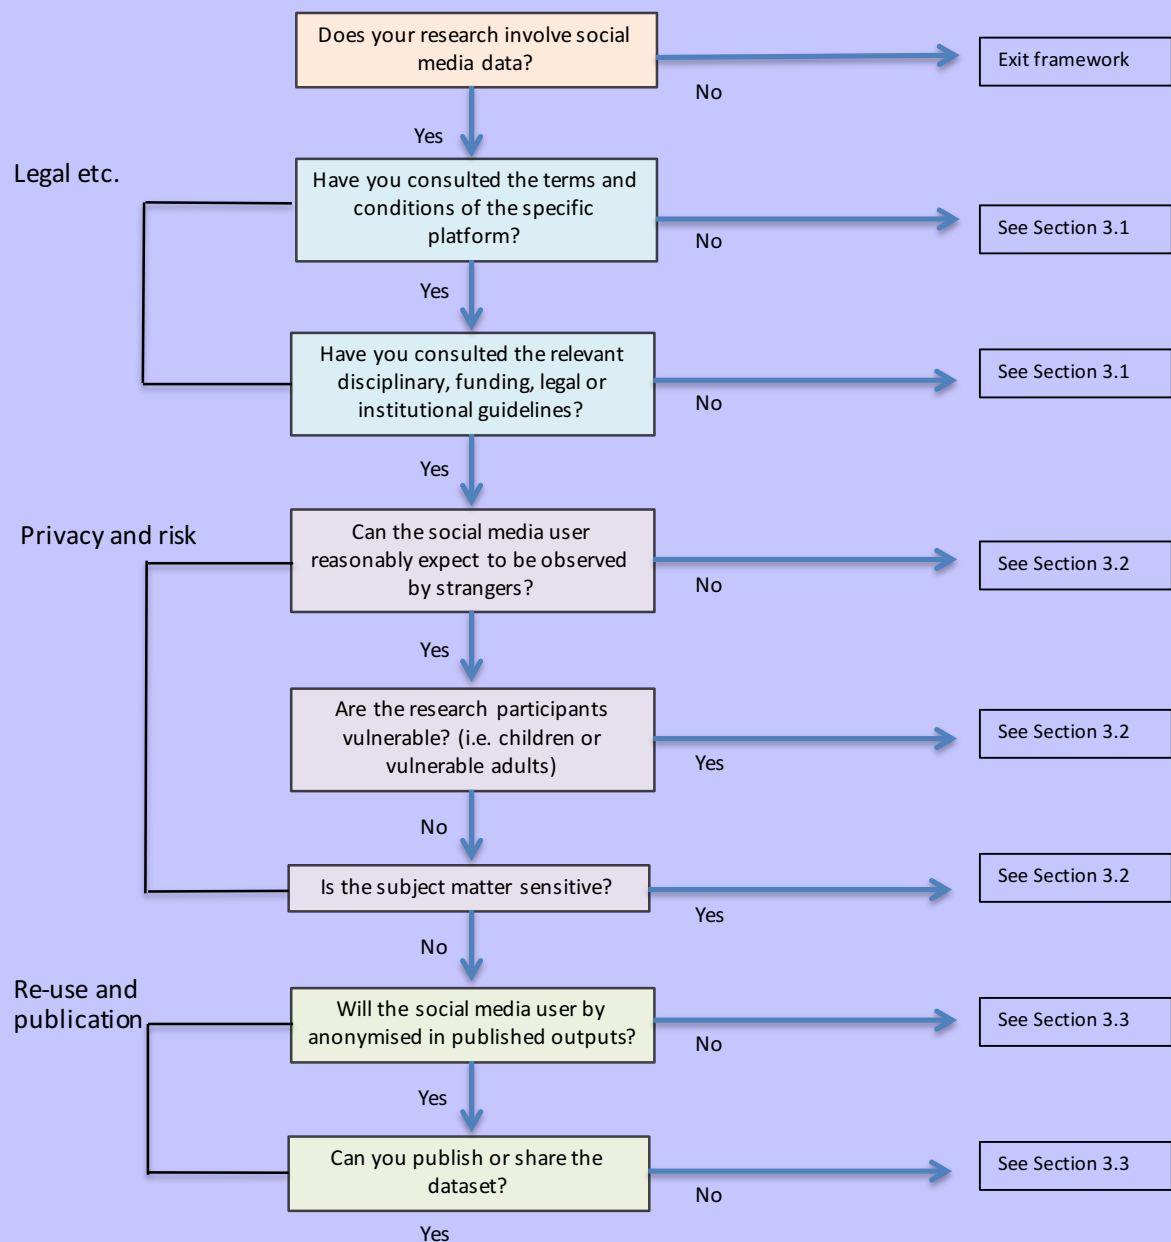 Does your research involve social
media data?
Exit framework
No
Yes
Legal etc.
Have you consulted the terms and
conditions of the specific
platform?
See Section 3.1
No
Yes
Have you consulted the relevant
disciplinary, funding, legal or
institutional guidelines?
See Section 3.1
No
Yes
Privacy and risk
Can the social media user
reasonably expect to be observed
by strangers?
See Section 3.2
No
Yes
Are the research participants
vulnerable? (i.e. children or
vulnerable adults)
See Section 3.2
Yes
No
Is the subject matter sensitive?
See Section 3.2
Yes
No
Re-use and
publication
Will the social media user by
anonymised in published outputs?
See Section 3.3
No
Yes
Can you publish or share the
dataset?
See Section 3.3
No
Yes